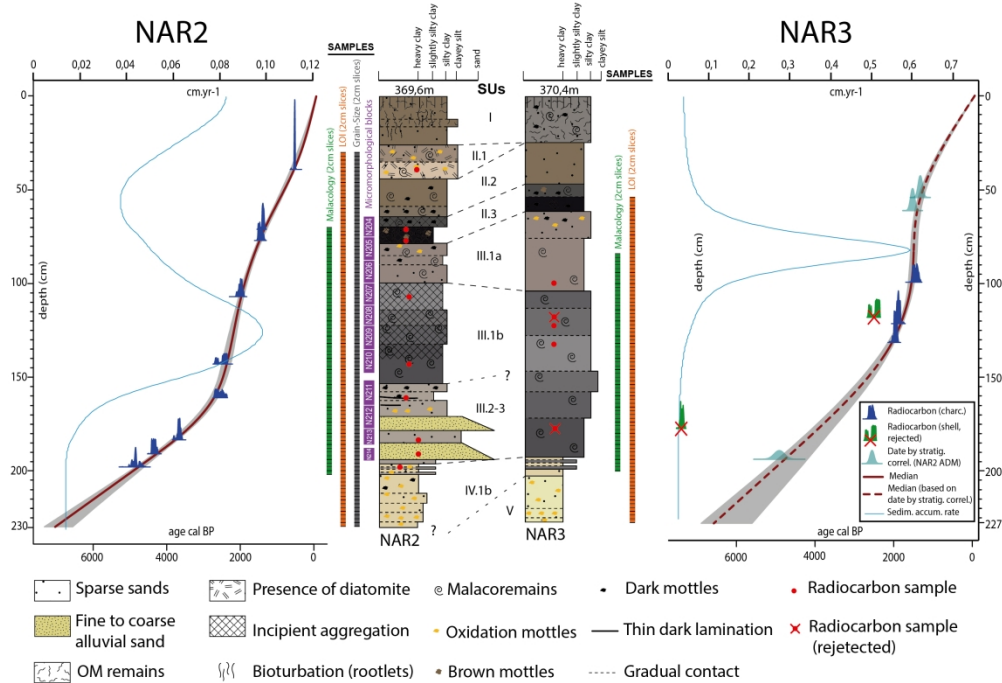 NAR2
NAR3
0 0,02 0,04 0,06 0,08 0,10 0,12
cm.yr-1
SAMPLES
Malacology (2cm slices)
LOI (2cm slices)
Grain-Size (2cm slices)
Micromorphological blocks
heavy clay
slightly silty clay
silty clay
clayey silt
sand
369,6m
SUs
heavy clay
slightly silty clay
silty clay
clayey silt
370,4m
SAMPLES
Malacology (2cm slices)
LOI (2cm slices)
0 0,1 0,2 0,3 0,4 0,5 0,6 0,7
cm.yr-1
0
50
100
150
200
230
depth (cm)
age cal BP
6000 4000 2000 0
N204
N205
N206
N207
N208
N209
N210
N211
N212
N213
I
II.1
II.2
II.3
III.1a
III.1b
?
III.2-3
IV.1b
V
?
NAR2
NAR3
depth (cm)
depth (cm)
0
50
100
150
200
227
Radiocarbon (charc.)
Radiocarbon (shell,
rejected)
Date by stratig.
correl. (NAR2 ADM)
Median
Median (based on
date by stratig. correl.)
Sedim. accum. rate
age cal BP
6000 4000 2000 0
Sparse sands
Presence of diatomite
Malacoremains
Dark mottles
Radiocarbon sample
Fine to coarse
alluvial sand
Incipient aggregation
Oxidation mottles
Thin dark lamination
Radiocarbon sample
(rejetected)
OM remains
Bioturbation (rootlets)
Brown mottles
Gradual contact